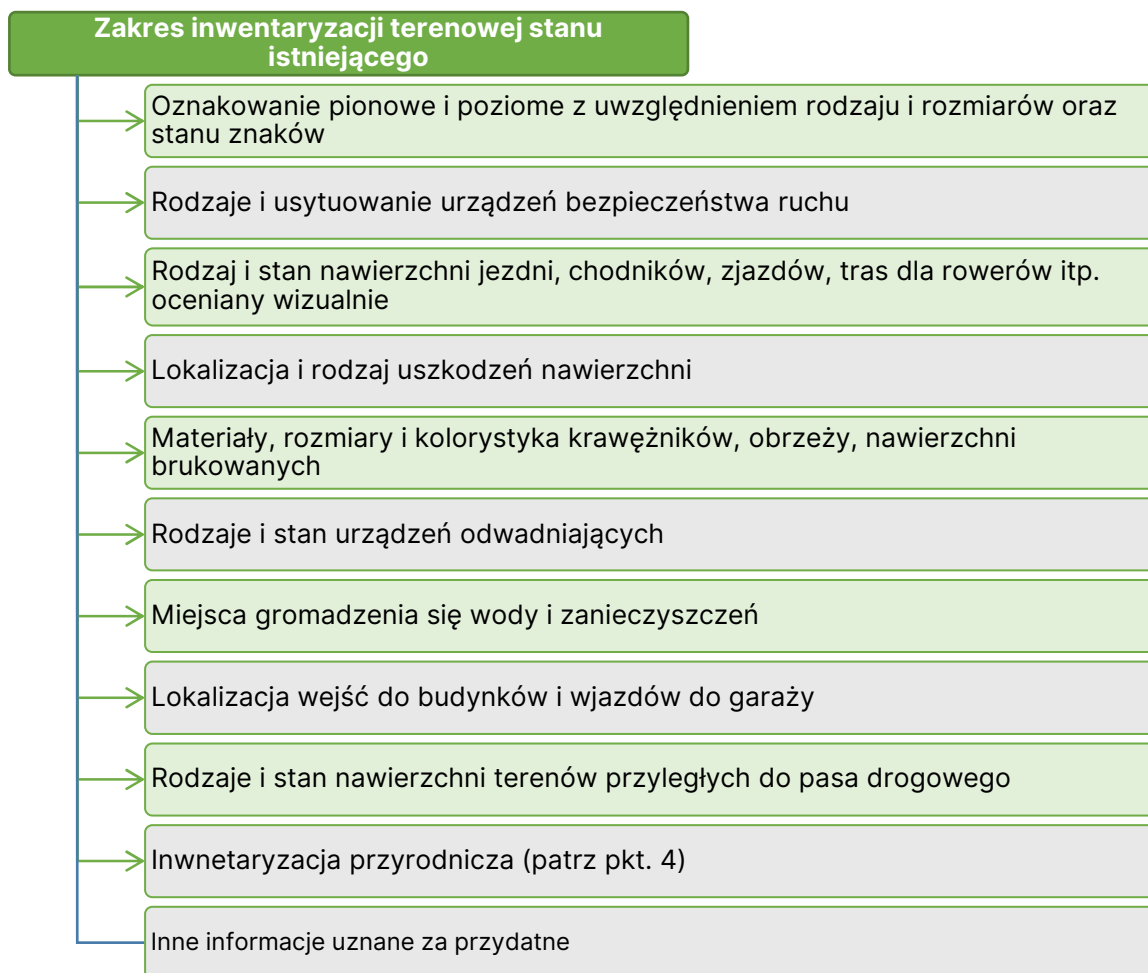 Zakres inwentaryzacji terenowej stanu
istniejącego
Oznakowanie pionowe i poziome z uwzględnieniem rodzaju i rozmiarów oraz
stanu znaków
Rodzaje i usytuowanie urządzeń bezpieczeństwa ruchu
Rodzaj i stan nawierzchni jezdni, chodników, zjazdów, tras dla rowerów itp.
oceniany wizualnie
Lokalizacja i rodzaj uszkodzeń nawierzchni
Materiały, rozmiary i kolorystyka krawężników, obrzeży, nawierzchni
brukowanych
Rodzaje i stan urządzeń odwadniających
Miejsca gromadzenia się wody i zanieczyszczeń
Lokalizacja wejść do budynków i wjazdów do garaży
Rodzaje i stan nawierzchni terenów przyległych do pasa drogowego
Inwnetaryzacja przyrodnicza (patrz pkt. 4)
Inne informacje uznane za przydatne